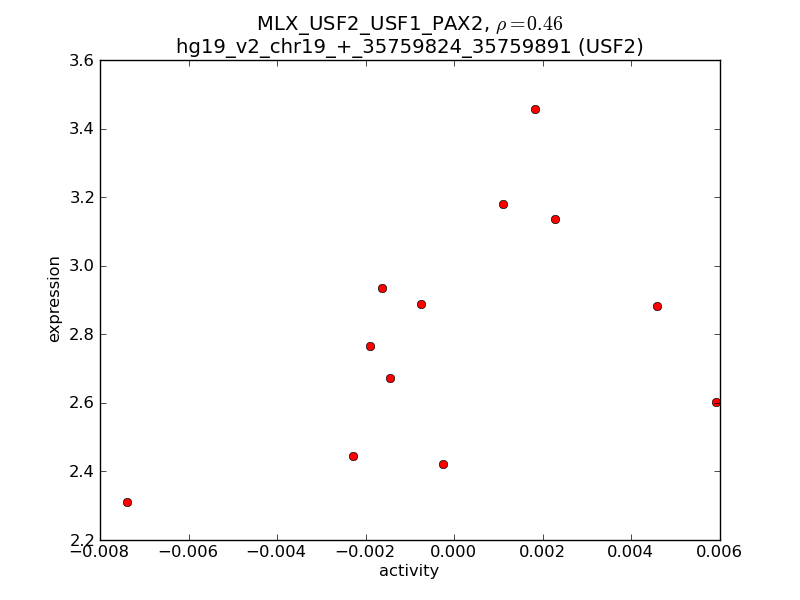 MLX_USF2_USF1_PAX2, ρ=0.46
hg19_v2_chr19_+_35759824_35759891 (USF2)
3.6
3.4
3.2
3.0
2.8
2.6
2.4
2.2
expression
−0.008 −0.006 −0.004 −0.002 0.000 0.002 0.004 0.006
activity